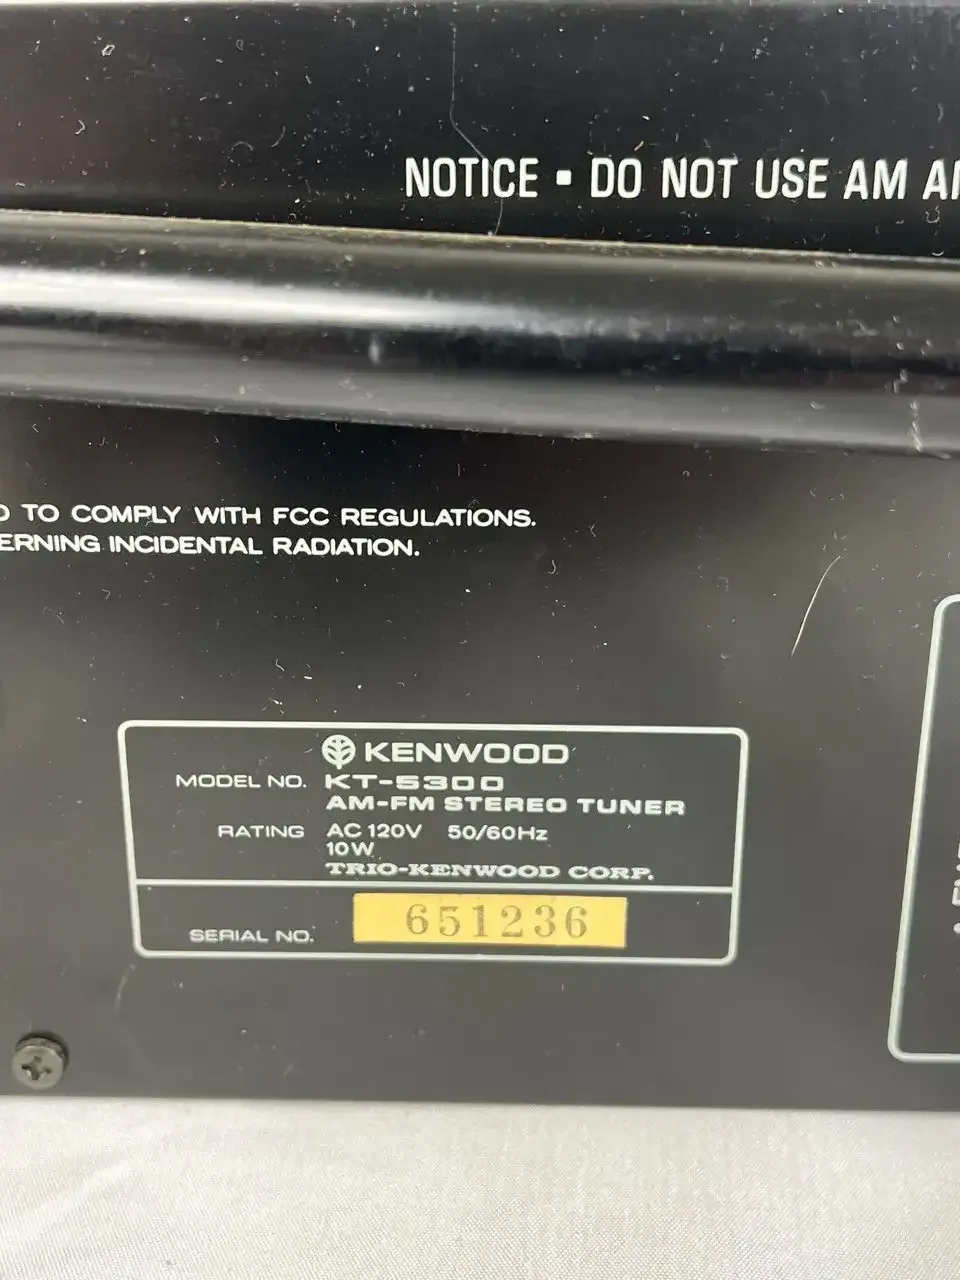 NOTICE ▪ DO NOT USE AM
TO COMPLY WITH FCC REGULATIONS.
ERNING INCIDENTAL RADIATION.
KENWOOD
MODEL NO. KT-5300
AM-FM STEREO TUNER
RATING AC 120V 50/60Hz
10W
TRIO-KENWOOD CORP.
SERIAL NO. 651236